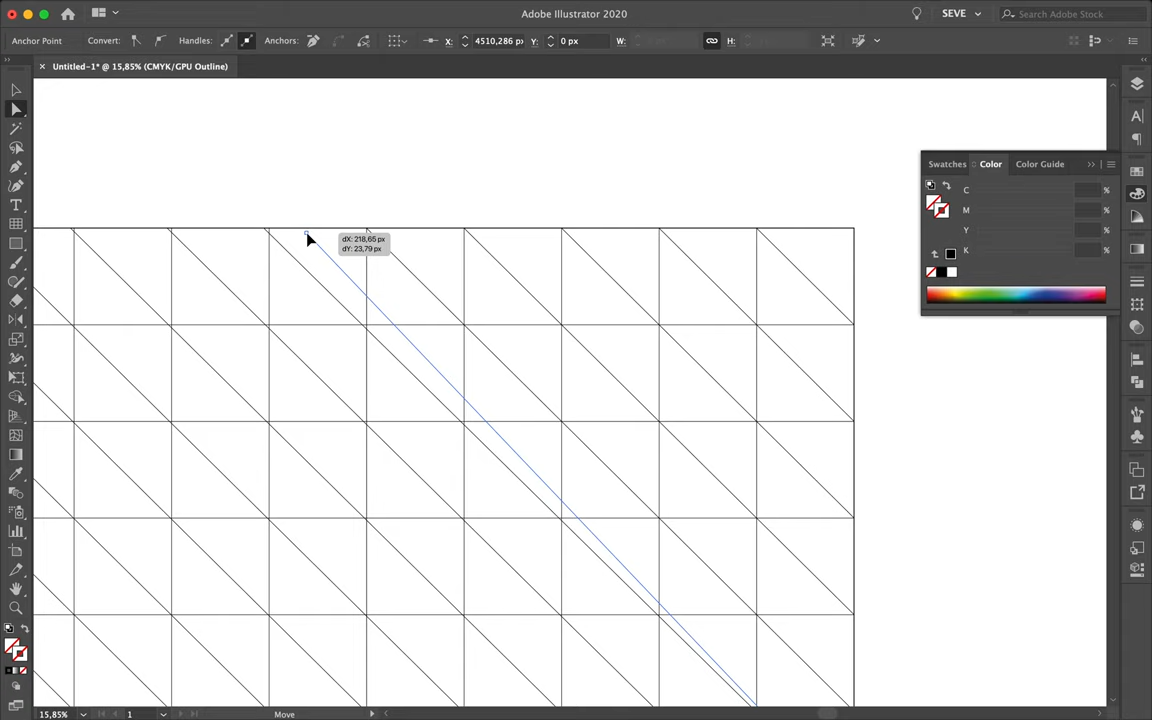 Adobe Illustrator 2020
SEVE
Search Adobe Stock
Anchor Point
Convert:
Handles:
Anchors:
X:
4510,286 px
Y:
0 px
W:
H:
× Untitled-1* @ 15,85% (CMYK/GPU Outline)
Swatches
Color
Color Guide
C
%
M
%
Y
%
K
%
dX: 218,65 px
dY: 23,79 px
15,85%
1
Move